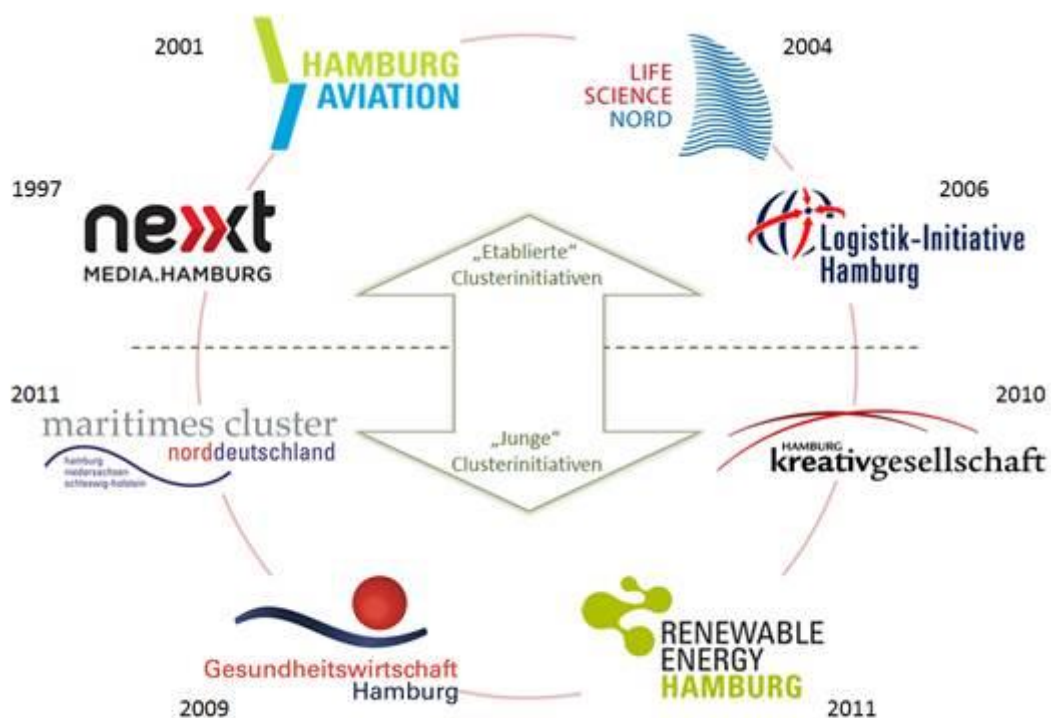 2001
HAMBURG
AVIATION
2004
LIFE
SCIENCE
NORD
1997
nexxt
MEDIA.HAMBURG
2006
Logistik-Initiative
Hamburg
„Etablierte“
Clusterinitiativen
2011
maritimes cluster
norddeutschland
hamburg
niedersachsen
schleswig-holstein
„Junge“
Clusterinitiativen
2010
HAMBURG
kreativgesellschaft
Gesundheitswirtschaft
Hamburg
2009
RENEWABLE
ENERGY
HAMBURG
2011